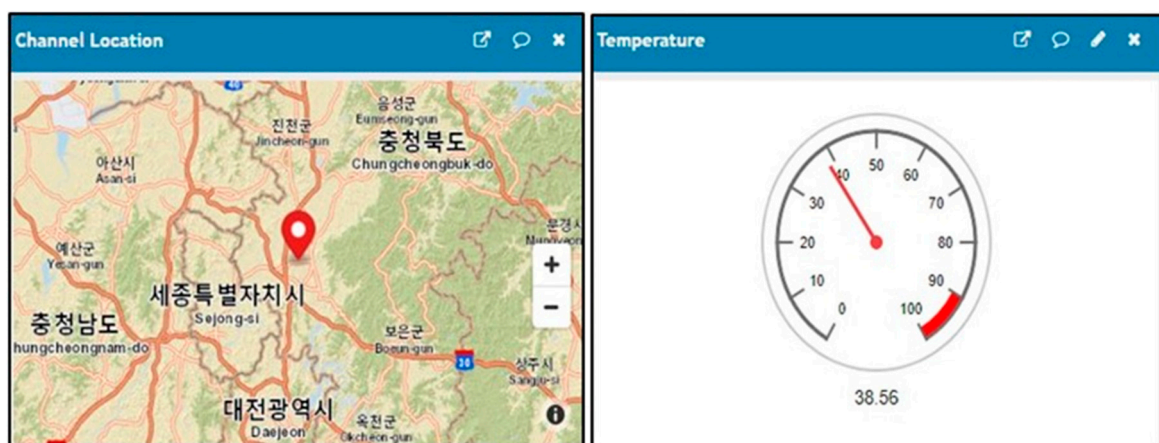 Channel Location
40
음성군
Eumseong-gun
진천군
Jincheon-gun
충청북도
Chungcheongbuk-do
아산시
Asan-si
문경시
예산군
Yesan-gun
+
−
세종특별자치시
Sejong-si
충청남도
hungcheongnam-do
보은군
Boeun-gun
30
상주시
Sangju-si
대전광역시
Daejeon
옥천군
Okcheon-gun
Temperature
0
10
20
30
40
50
60
70
80
90
100
38.56